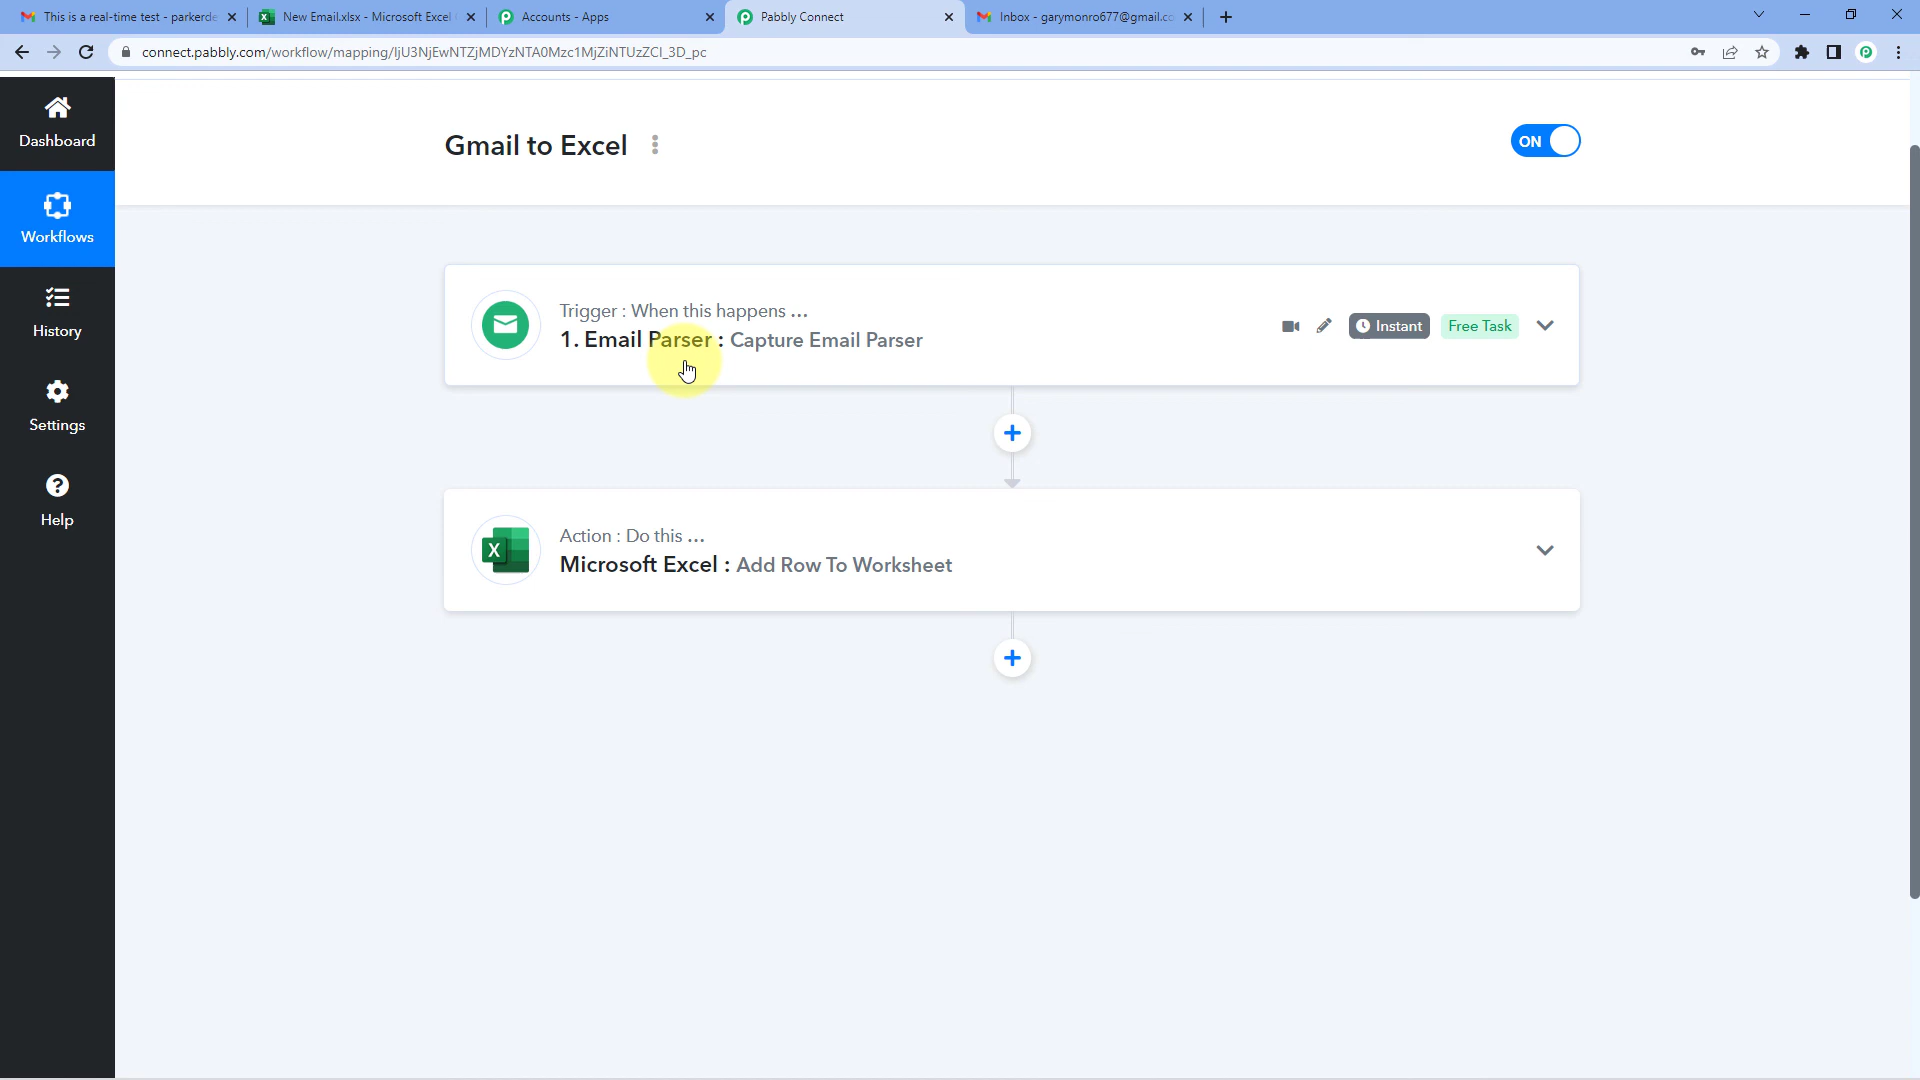 This is a real-time test - parkerde
New Email.xlsx - Microsoft Excel
Accounts - Apps
Pabbly Connect
Inbox - garymonro677@gmail.co
connect.pabbly.com/workflow/mapping/IjU3NjEwNTZjMDYzNTA0Mzc1MjZiNTUzZCI_3D_pc
Dashboard
Workflows
History
Settings
Help
Gmail to Excel
ON
Trigger : When this happens ...
1. Email Parser : Capture Email Parser
Instant
Free Task
Action : Do this ...
Microsoft Excel : Add Row To Worksheet